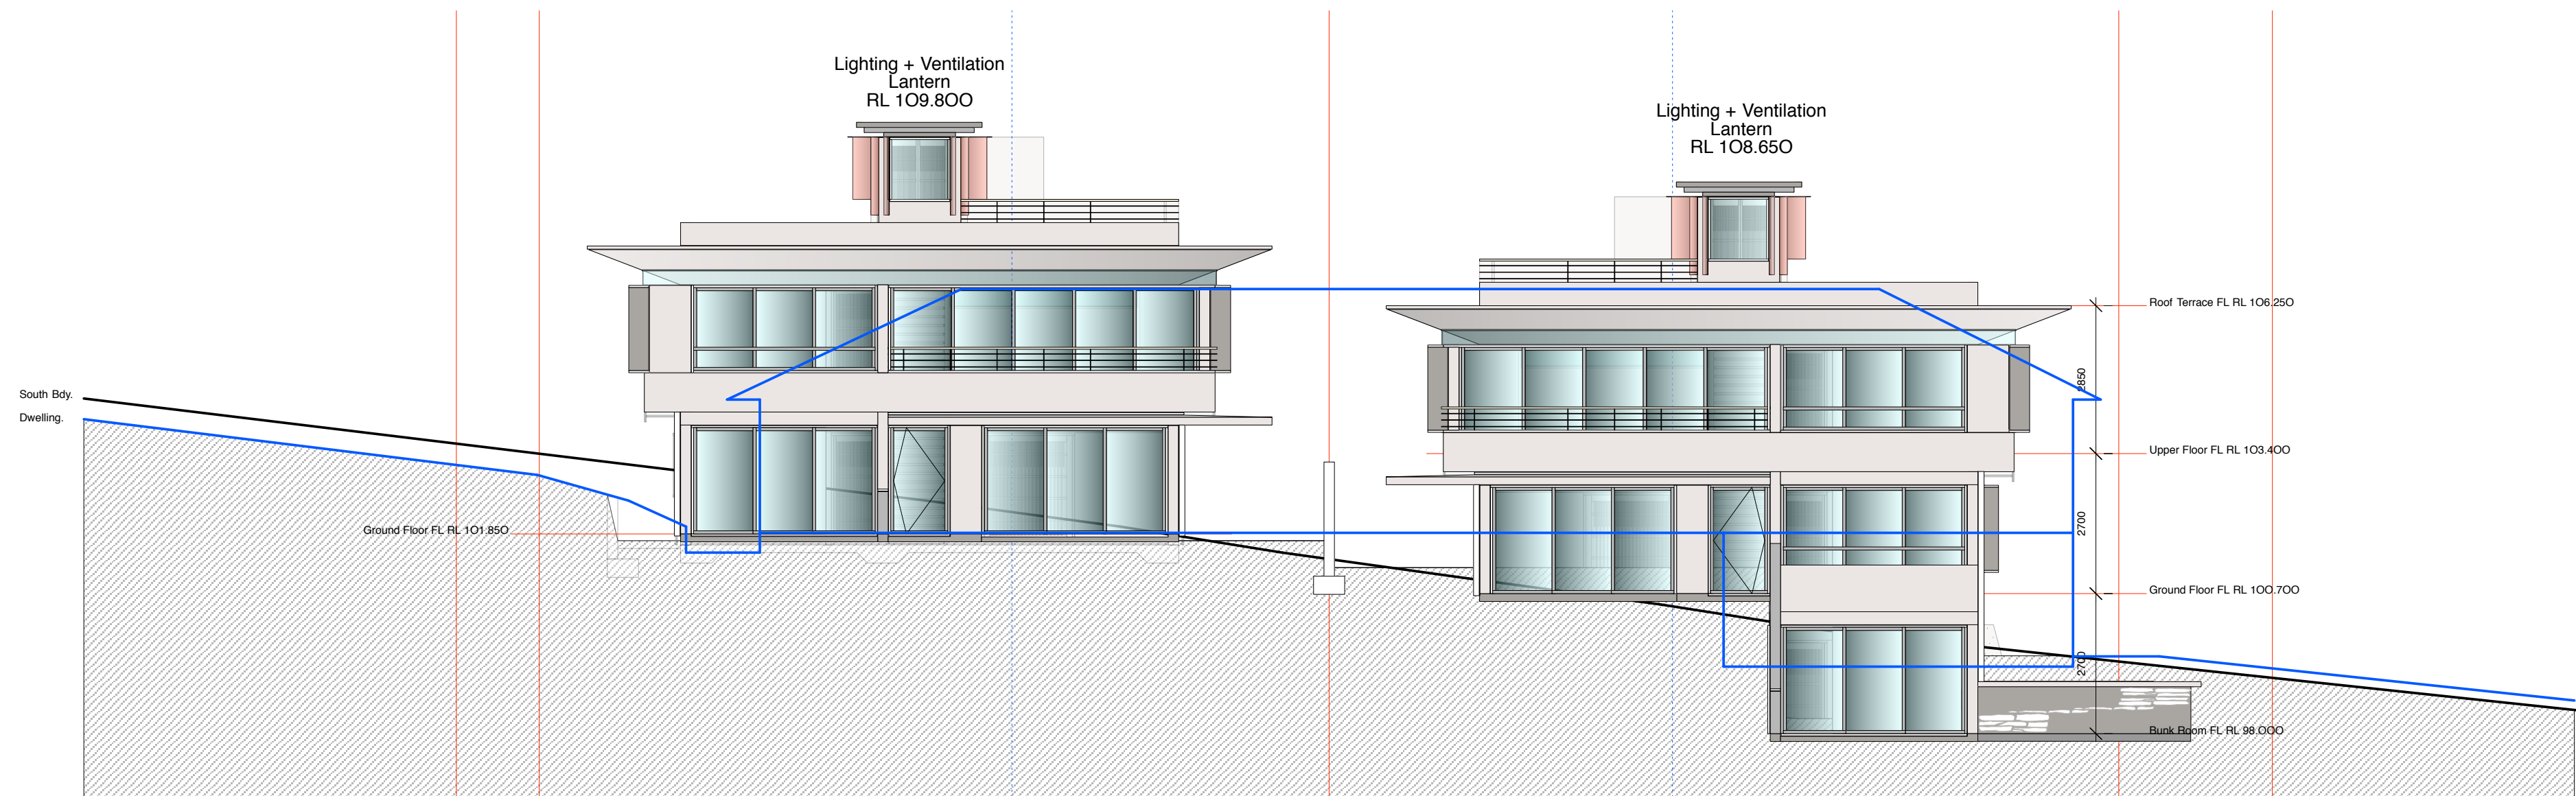 Lighting + Ventilation
Lantern
RL 109.800
Lighting + Ventilation
Lantern
RL 108.650
Roof Terrace FL RL 106.250
2850
South Bdy.
Dwelling.
Upper Floor FL RL 103.400
Ground Floor FL RL 101.850
2700
Ground Floor FL RL 100.700
2700
Bunk Room FL RL 98.000